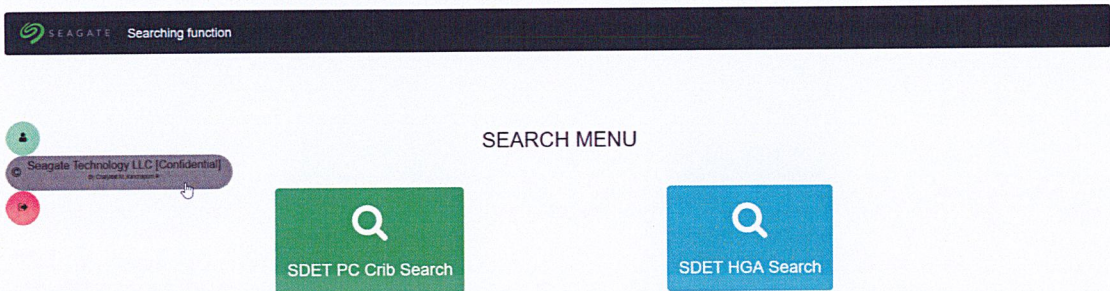 SEAGATE Searching function
SEARCH MENU
Seagate Technology LLC [Confidential]
SDET PC Crib Search
SDET HGA Search